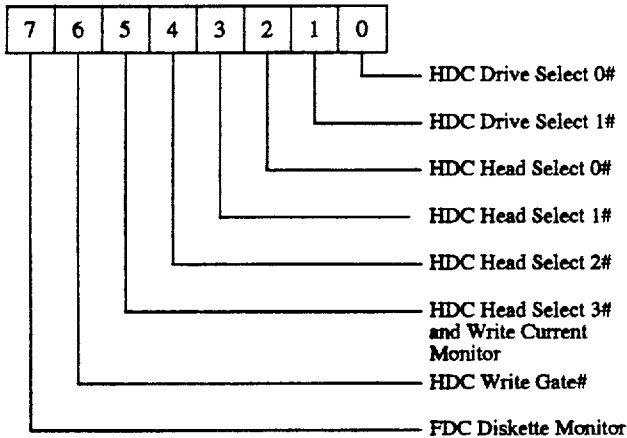 7 6 5 4 3 2 1 0
HDC Drive Select 0#
HDC Drive Select 1#
HDC Head Select 0#
HDC Head Select 1#
HDC Head Select 2#
HDC Head Select 3#
and Write Current
Monitor
HDC Write Gate#
FDC Diskette Monitor